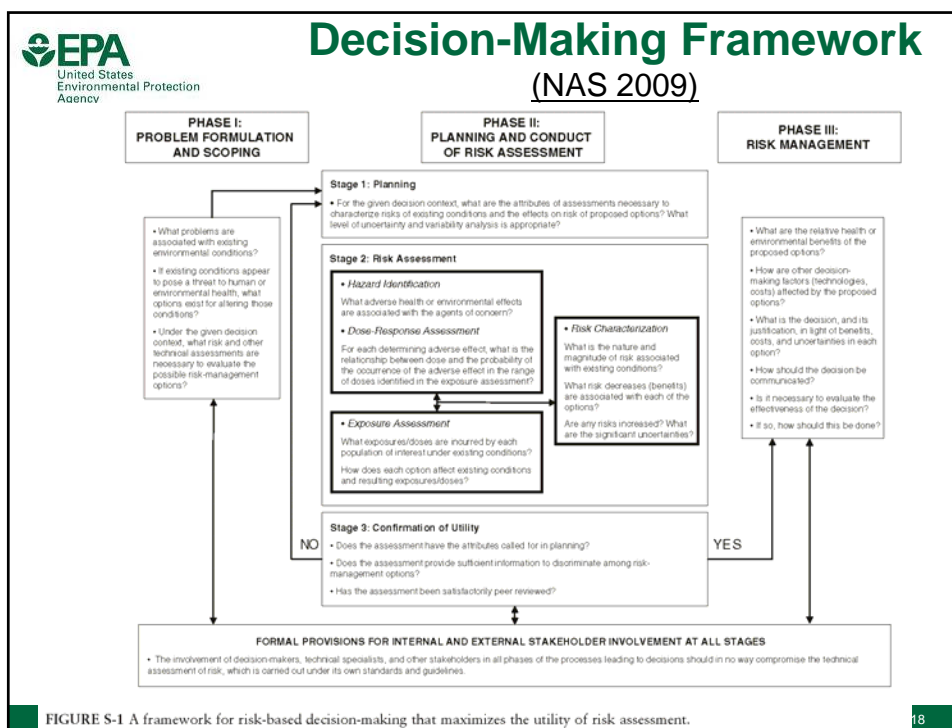 EPA
United States
Environmental Protection
Agency
Decision-Making Framework
(NAS 2009)
PHASE I:
PROBLEM FORMULATION
AND SCOPING
PHASE II:
PLANNING AND CONDUCT
OF RISK ASSESSMENT
PHASE III:
RISK MANAGEMENT
• What problems are
associated with existing
environmental conditions?
• If existing conditions appear
to pose a threat to human or
environmental health, what
options exist for altering those
conditions?
• Under the given decision
context, what risk and other
technical assessments are
necessary to evaluate the
possible risk-management
options?
Stage 1: Planning
• For the given decision context, what are the attributes of assessments necessary to
characterize risks of existing conditions and the effects on risk of proposed options? What
level of uncertainty and variability analysis is appropriate?
Stage 2: Risk Assessment
• Hazard Identification
What adverse health or environmental effects
are associated with the agents of concern?
• Dose-Response Assessment
For each determining adverse effect, what is the
relationship between dose and the probability of
the occurrence of the adverse effect in the range
of doses identified in the exposure assessment?
• Risk Characterization
What is the nature and
magnitude of risk associated
with existing conditions?
What risk decreases (benefits)
are associated with each of the
options?
Are any risks increased? What
are the significant uncertainties?
• Exposure Assessment
What exposures/doses are incurred by each
population of interest under existing conditions?
How does each option affect existing conditions
and resulting exposures/doses?
Stage 3: Confirmation of Utility
• Does the assessment have the attributes called for in planning?
• Does the assessment provide sufficient information to discriminate among risk-
management options?
• Has the assessment been satisfactorily peer reviewed?
NO
YES
• What are the relative health or
environmental benefits of the
proposed options?
• How are other decision-
making factors (technologies,
costs) affected by the proposed
options?
• What is the decision, and its
justification, in light of benefits,
costs, and uncertainties in each
option?
• How should the decision be
communicated?
• Is it necessary to evaluate the
effectiveness of the decision?
• If so, how should this be done?
FORMAL PROVISIONS FOR INTERNAL AND EXTERNAL STAKEHOLDER INVOLVEMENT AT ALL STAGES
• The involvement of decision-makers, technical specialists, and other stakeholders in all phases of the processes leading to decisions should in no way compromise the technical
assessment of risk, which is carried out under its own standards and guidelines.
FIGURE S-1 A framework for risk-based decision-making that maximizes the utility of risk assessment.
18